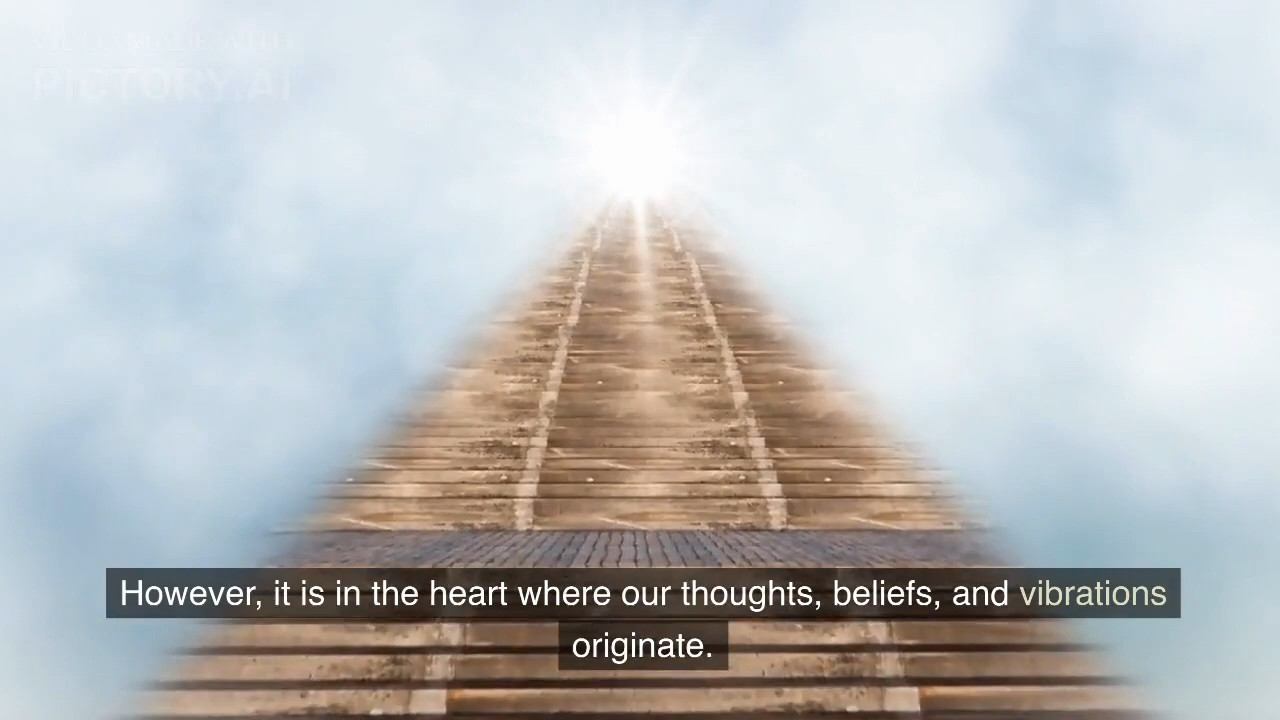 PICTORY.AI
However, it is in the heart where our thoughts, beliefs, and vibrations
originate.